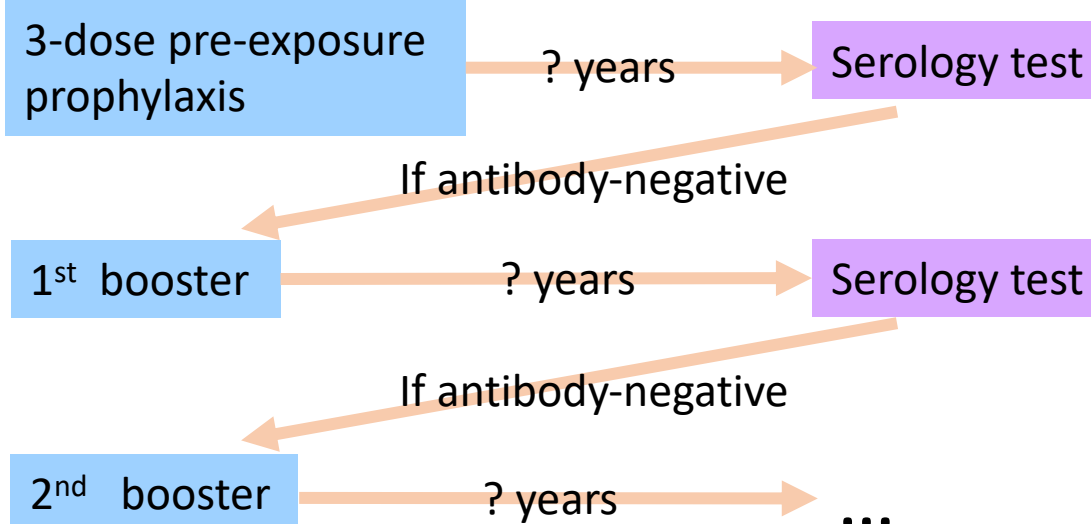 3-dose pre-exposure
prophylaxis
? years
Serology test
If antibody-negative
1st booster
? years
Serology test
If antibody-negative
2nd booster
? years
...